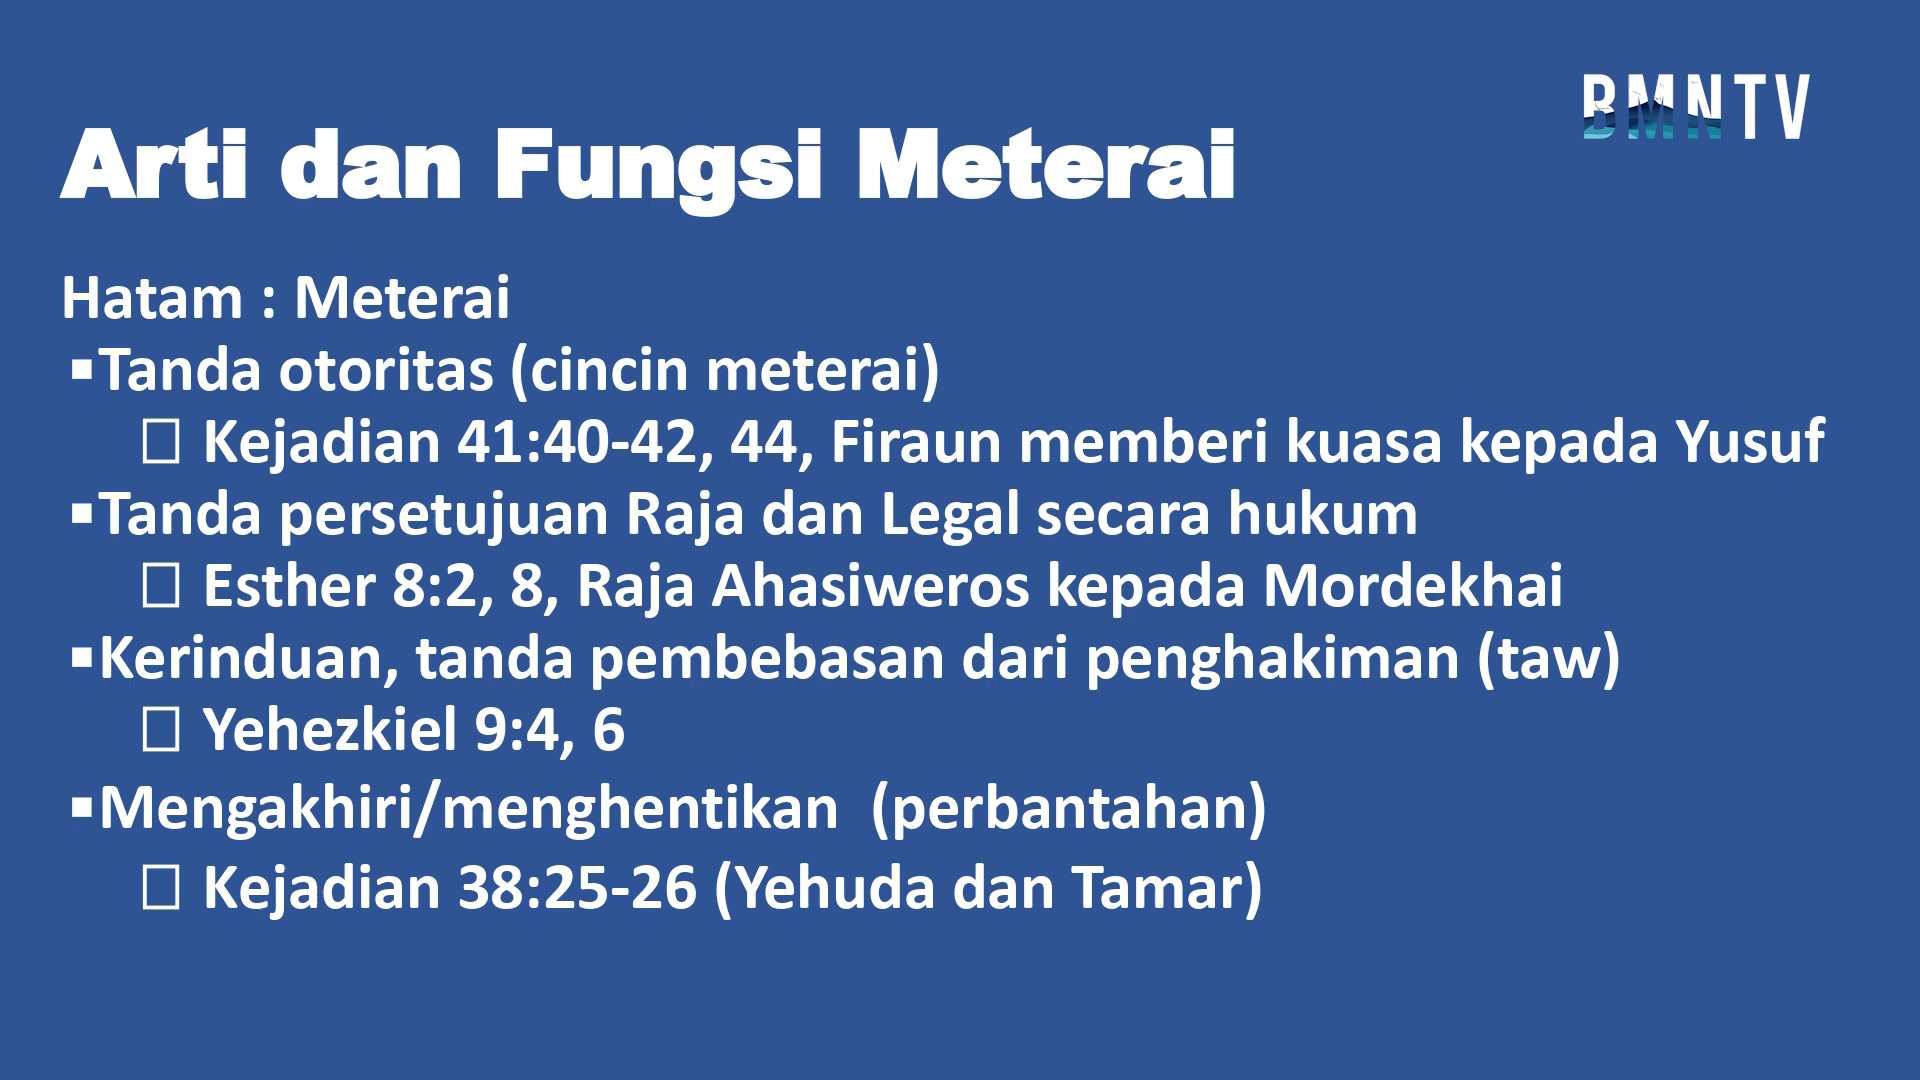 BMNTV
Arti dan Fungsi Meterai
Hatam : Meterai
▪Tanda otoritas (cincin meterai)
□ Kejadian 41:40-42, 44, Firaun memberi kuasa kepada Yusuf
▪Tanda persetujuan Raja dan Legal secara hukum
□ Esther 8:2, 8, Raja Ahasiweros kepada Mordekhai
▪Kerinduan, tanda pembebasan dari penghakiman (taw)
□ Yehezkiel 9:4, 6
▪Mengakhiri/menghentikan (perbantahan)
□ Kejadian 38:25-26 (Yehuda dan Tamar)